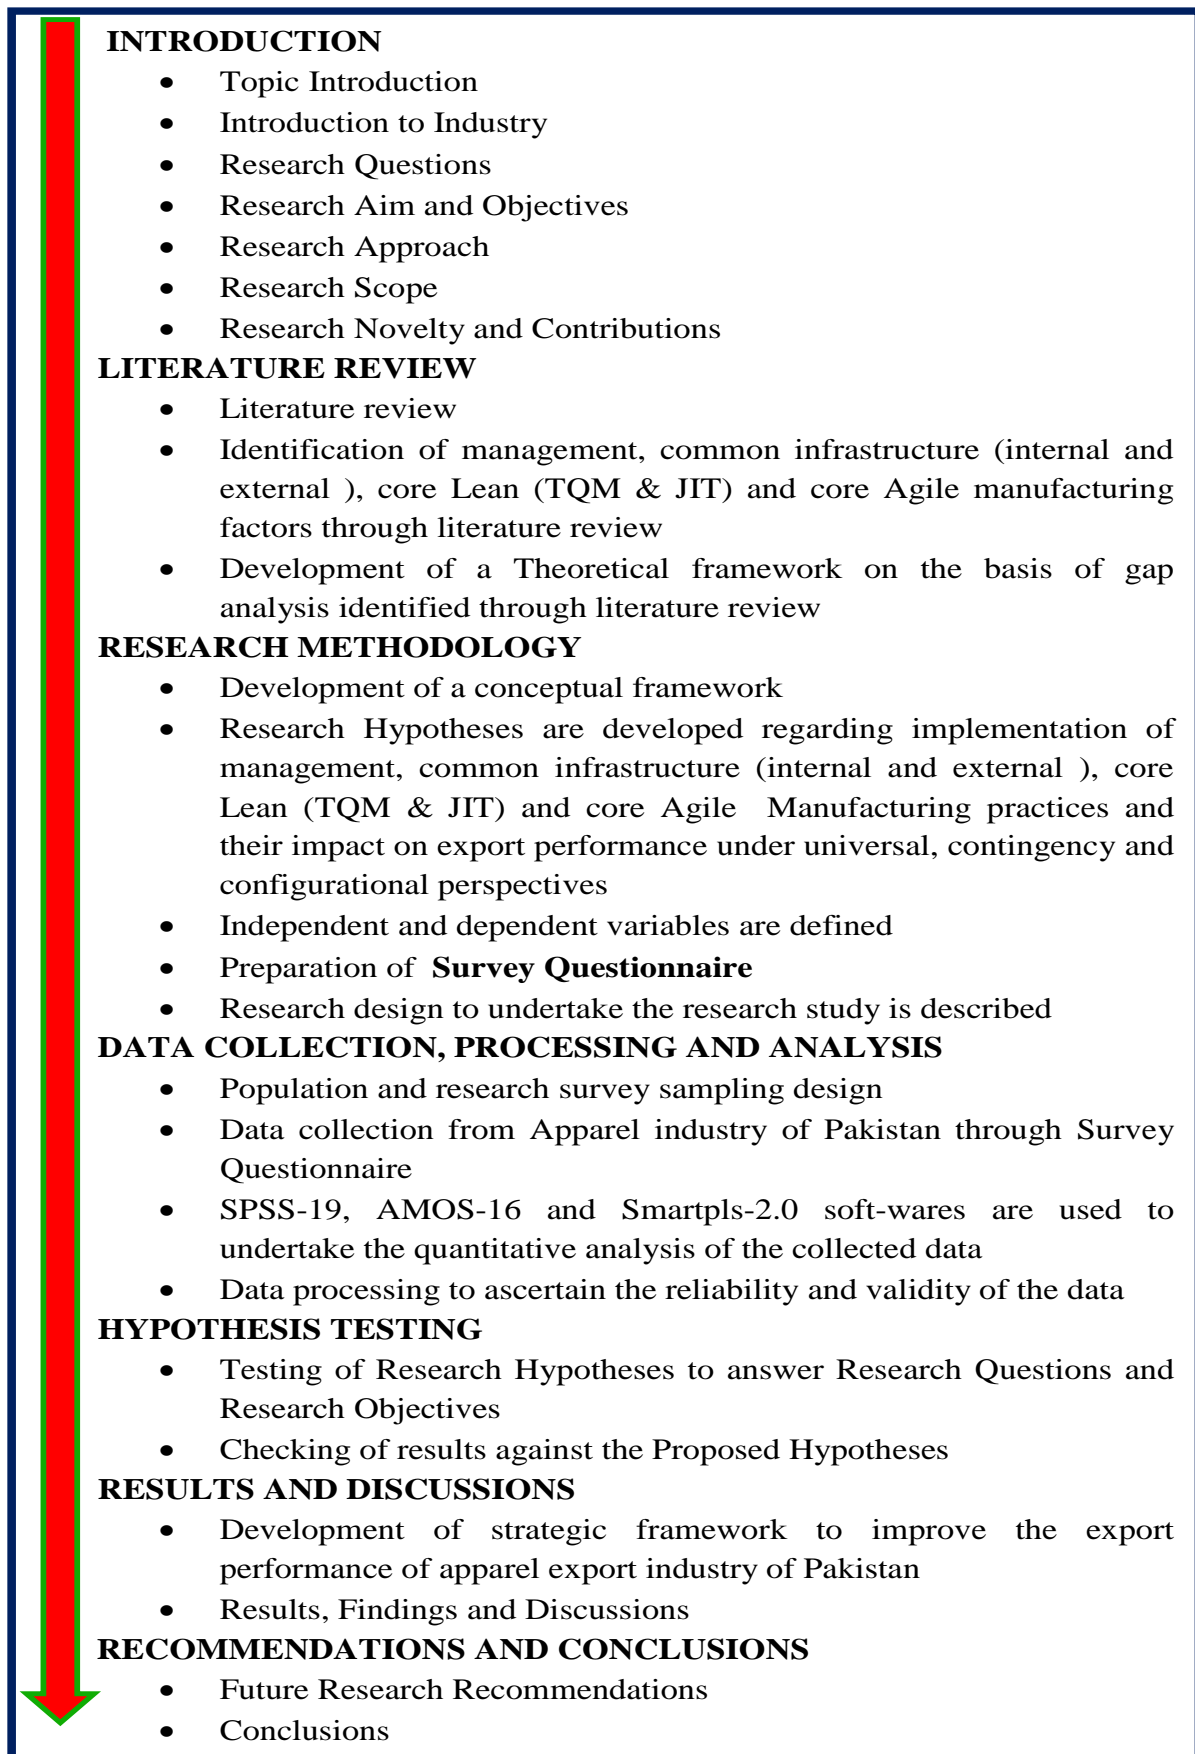 INTRODUCTION
• Topic Introduction
• Introduction to Industry
• Research Questions
• Research Aim and Objectives
• Research Approach
• Research Scope
• Research Novelty and Contributions
LITERATURE REVIEW
• Literature review
• Identification of management, common infrastructure (internal and
external ), core Lean (TQM & JIT) and core Agile manufacturing
factors through literature review
• Development of a Theoretical framework on the basis of gap
analysis identified through literature review
RESEARCH METHODOLOGY
• Development of a conceptual framework
• Research Hypotheses are developed regarding implementation of
management, common infrastructure (internal and external ), core
Lean (TQM & JIT) and core Agile Manufacturing practices and
their impact on export performance under universal, contingency and
configurational perspectives
• Independent and dependent variables are defined
• Preparation of Survey Questionnaire
• Research design to undertake the research study is described
DATA COLLECTION, PROCESSING AND ANALYSIS
• Population and research survey sampling design
• Data collection from Apparel industry of Pakistan through Survey
Questionnaire
• SPSS-19, AMOS-16 and Smartpls-2.0 soft-wares are used to
undertake the quantitative analysis of the collected data
• Data processing to ascertain the reliability and validity of the data
HYPOTHESIS TESTING
• Testing of Research Hypotheses to answer Research Questions and
Research Objectives
• Checking of results against the Proposed Hypotheses
RESULTS AND DISCUSSIONS
• Development of strategic framework to improve the export
performance of apparel export industry of Pakistan
• Results, Findings and Discussions
RECOMMENDATIONS AND CONCLUSIONS
• Future Research Recommendations
• Conclusions